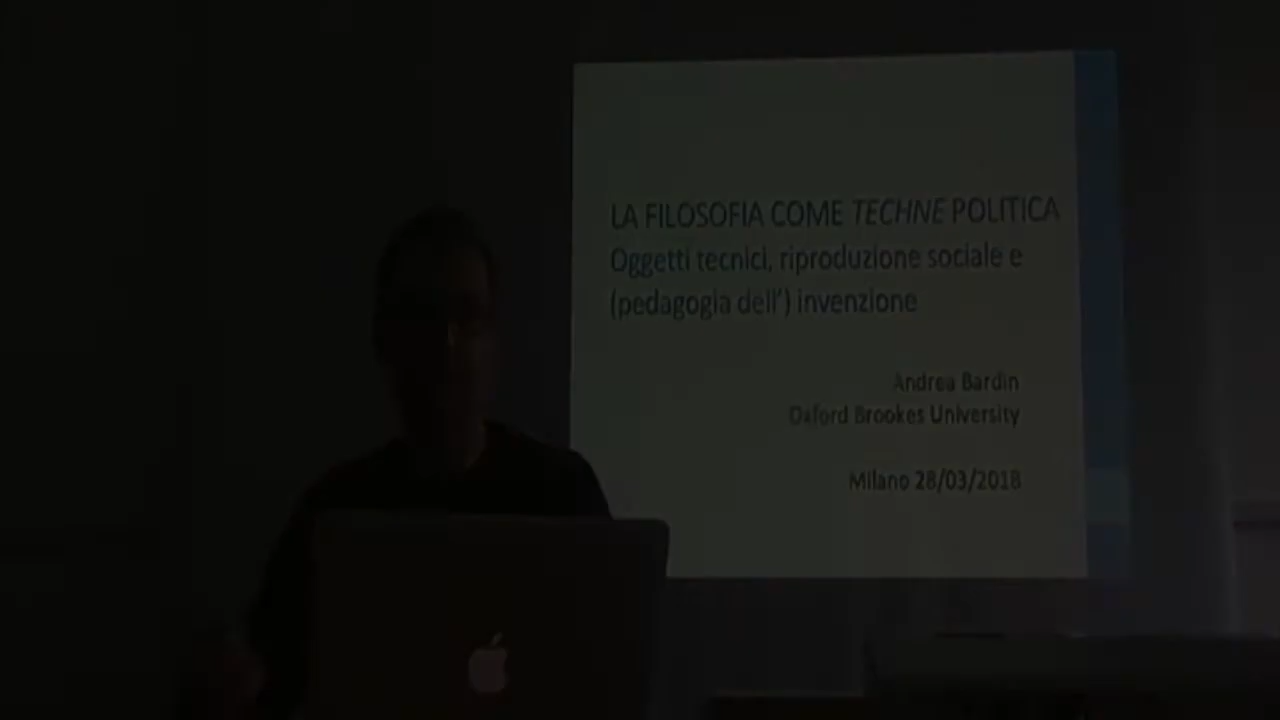 LA FILOSOFIA COME TECHNE POLITICA
Oggetti tecnici, riproduzione sociale e
(pedagogia dell') invenzione
Andrea Bardin
Oxford Brookes University
Milano 28/03/2018